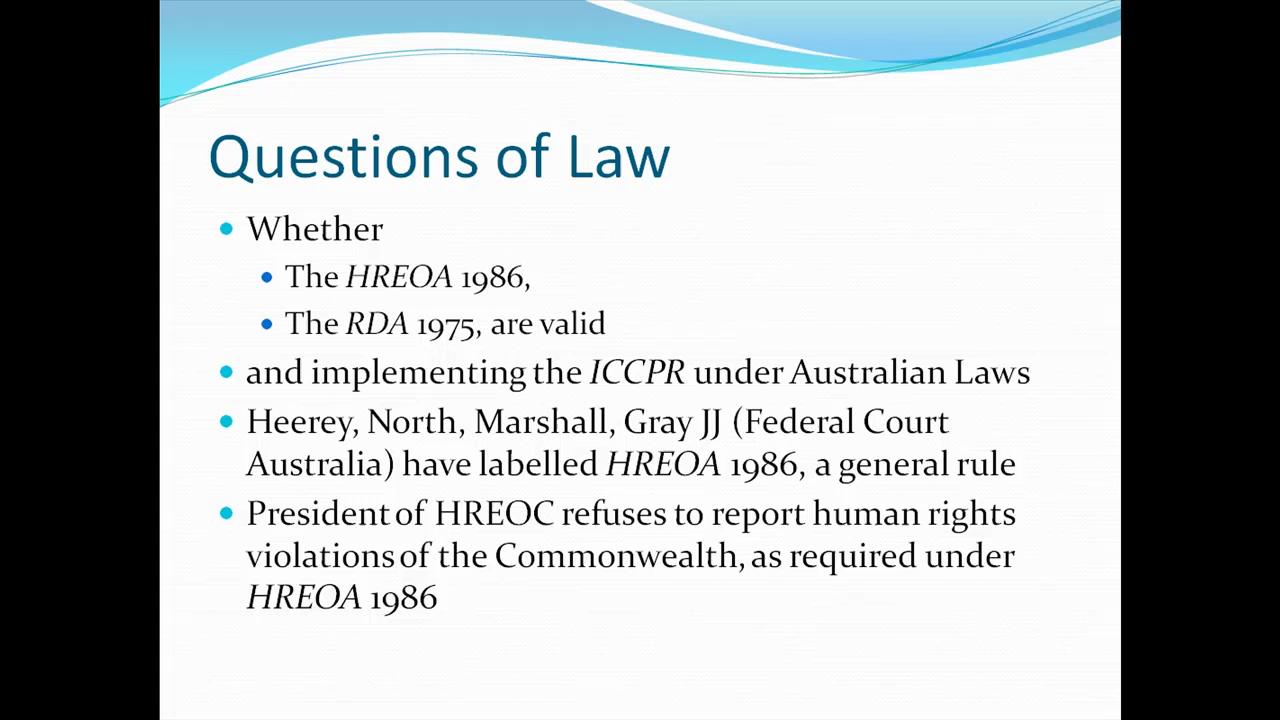 Questions of Law
Whether
The HREOA 1986,
The RDA 1975, are valid
and implementing the ICCPR under Australian Laws
Heerey, North, Marshall, Gray JJ (Federal Court
Australia) have labelled HREOA 1986, a general rule
President of HREOC refuses to report human rights
violations of the Commonwealth, as required under
HREOA 1986